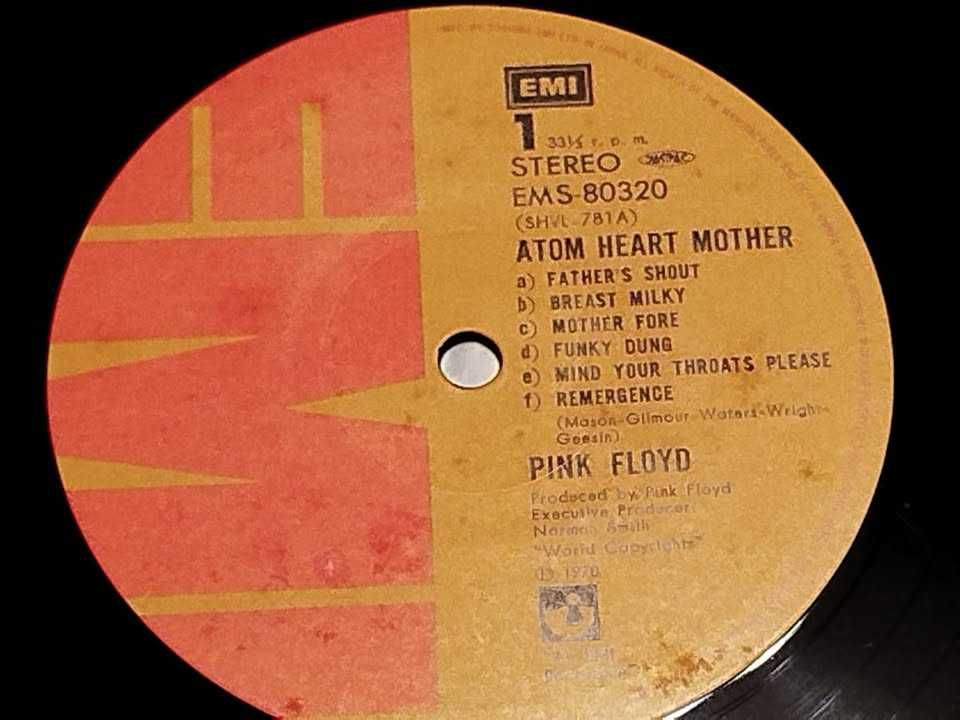 EMI
1
33⅓ r. p. m.
STEREO
EMS-80320
(SHVL-781A)
ATOM HEART MOTHER
a) FATHER'S SHOUT
b) BREAST MILKY
c) MOTHER FORE
d) FUNKY DUNG
e) MIND YOUR THROATS PLEASE
f) REMERGENCE
(Mason-Gilmour-Waters-Wright-
Geesin)
PINK FLOYD
Produced by Pink Floyd
Executive Producer:
Norman Smith
"World Copyrights"
Ⓟ 1970
EMI